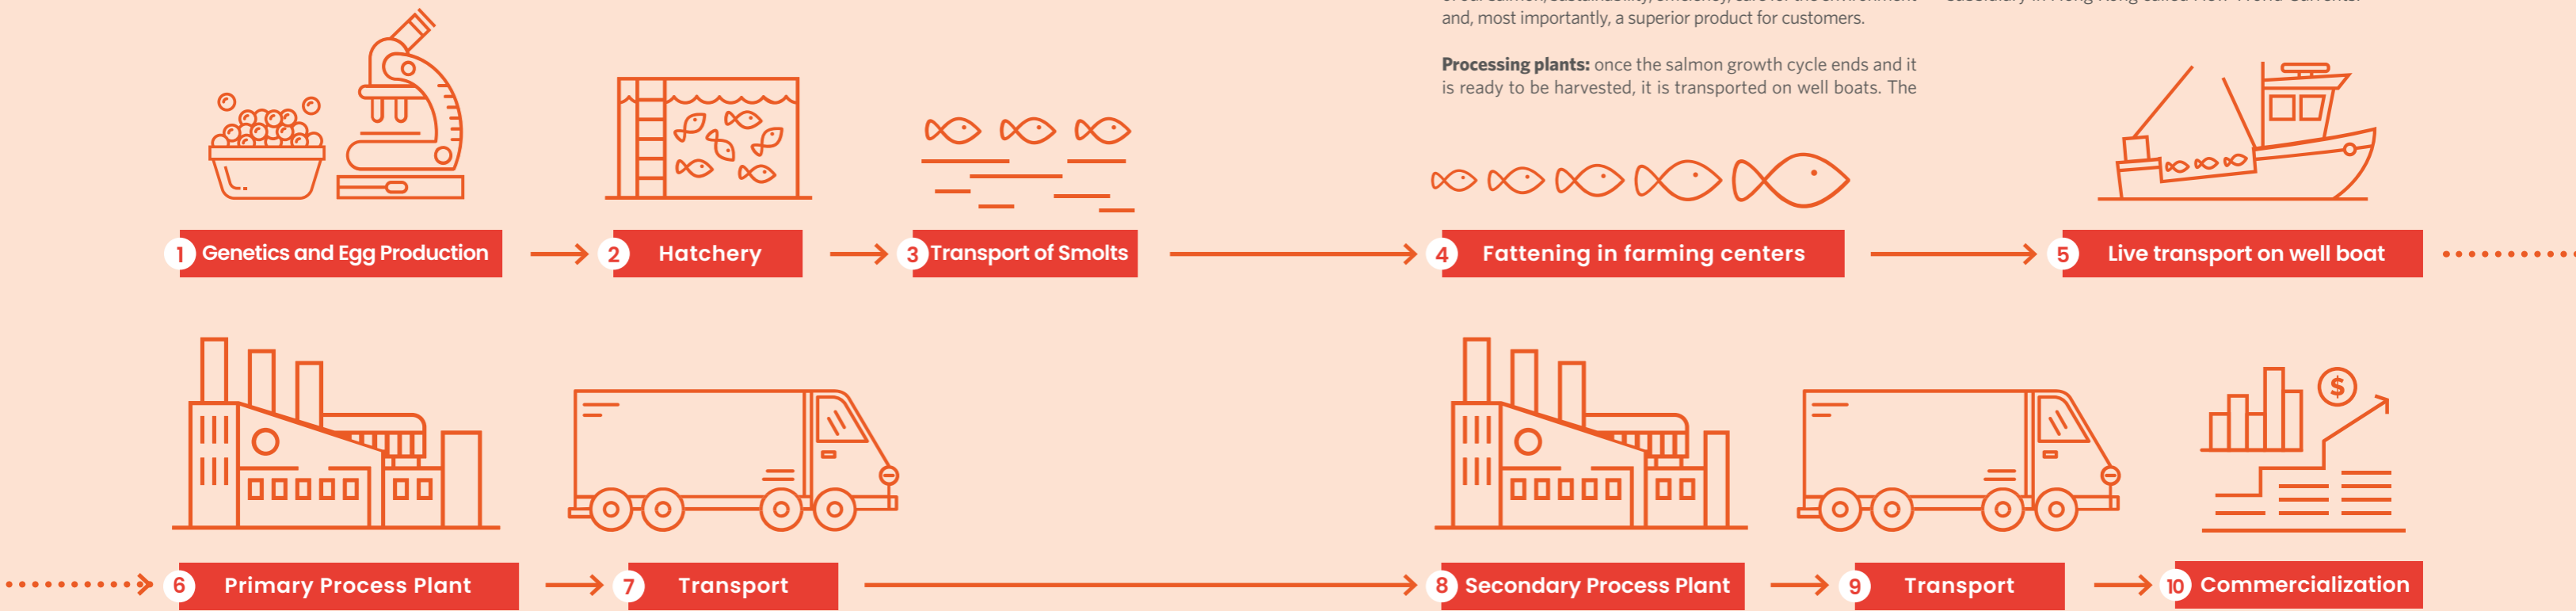 and, most importantly, a superior product for customers.
Processing plants: once the salmon growth cycle ends and it
is ready to be harvested, it is transported on well boats. The
1 Genetics and Egg Production
2 Hatchery
3 Transport of Smolts
4 Fattening in farming centers
5 Live transport on well boat
$
6 Primary Process Plant
7 Transport
8 Secondary Process Plant
9 Transport
10 Commercialization